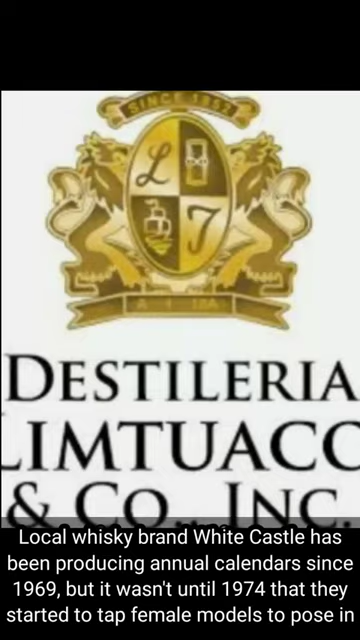 SINCE 1852
L
T
DESTILERIA
LIMTUACO
& CO., INC.
Local whisky brand White Castle has
been producing annual calendars since
1969, but it wasn't until 1974 that they
started to tap female models to pose in